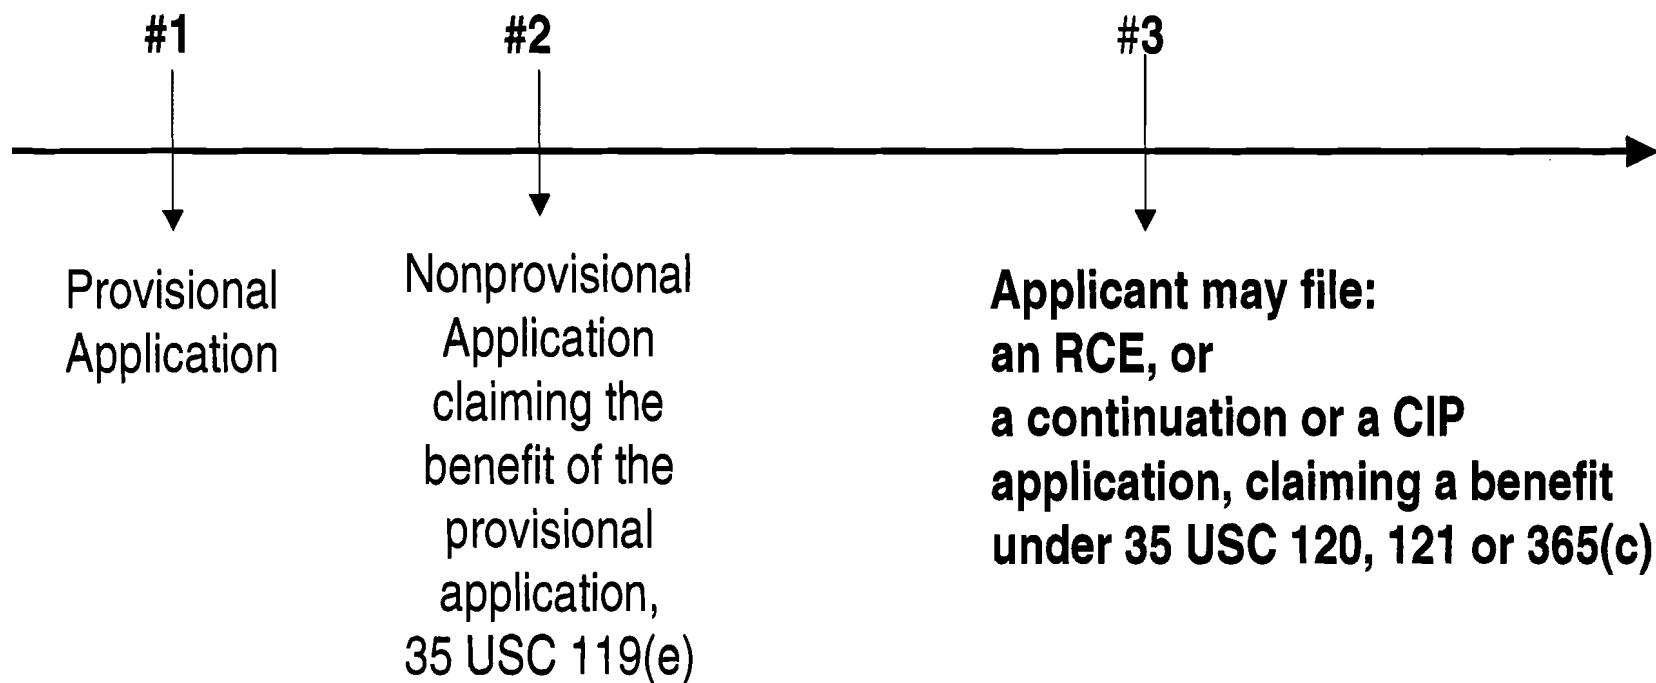 #1
Provisional
Application
#2
Nonprovisional
Application
claiming the
benefit of the
provisional
application,
35 USC 119(e)
#3
Applicant may file:
an RCE, or
a continuation or a CIP
application, claiming a benefit
under 35 USC 120, 121 or 365(c)